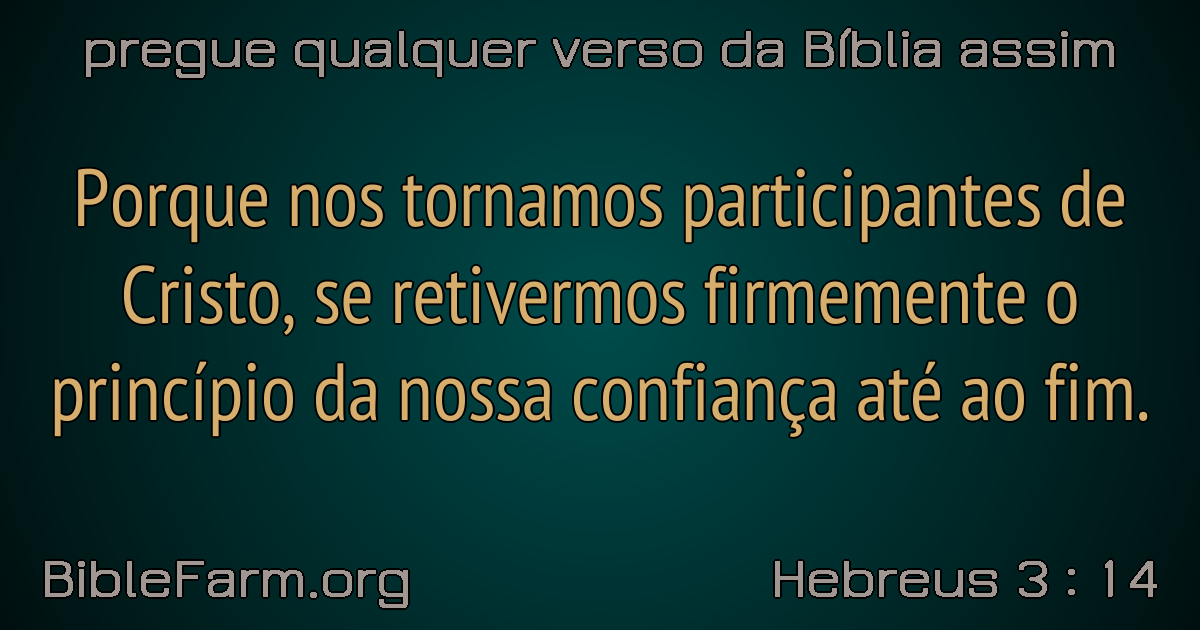 pregue qualquer verso da Bíblia assim
Porque nos tornamos participantes de
Cristo, se retivermos firmemente o
princípio da nossa confiança até ao fim.
BibleFarm.org
Hebreus 3 : 14